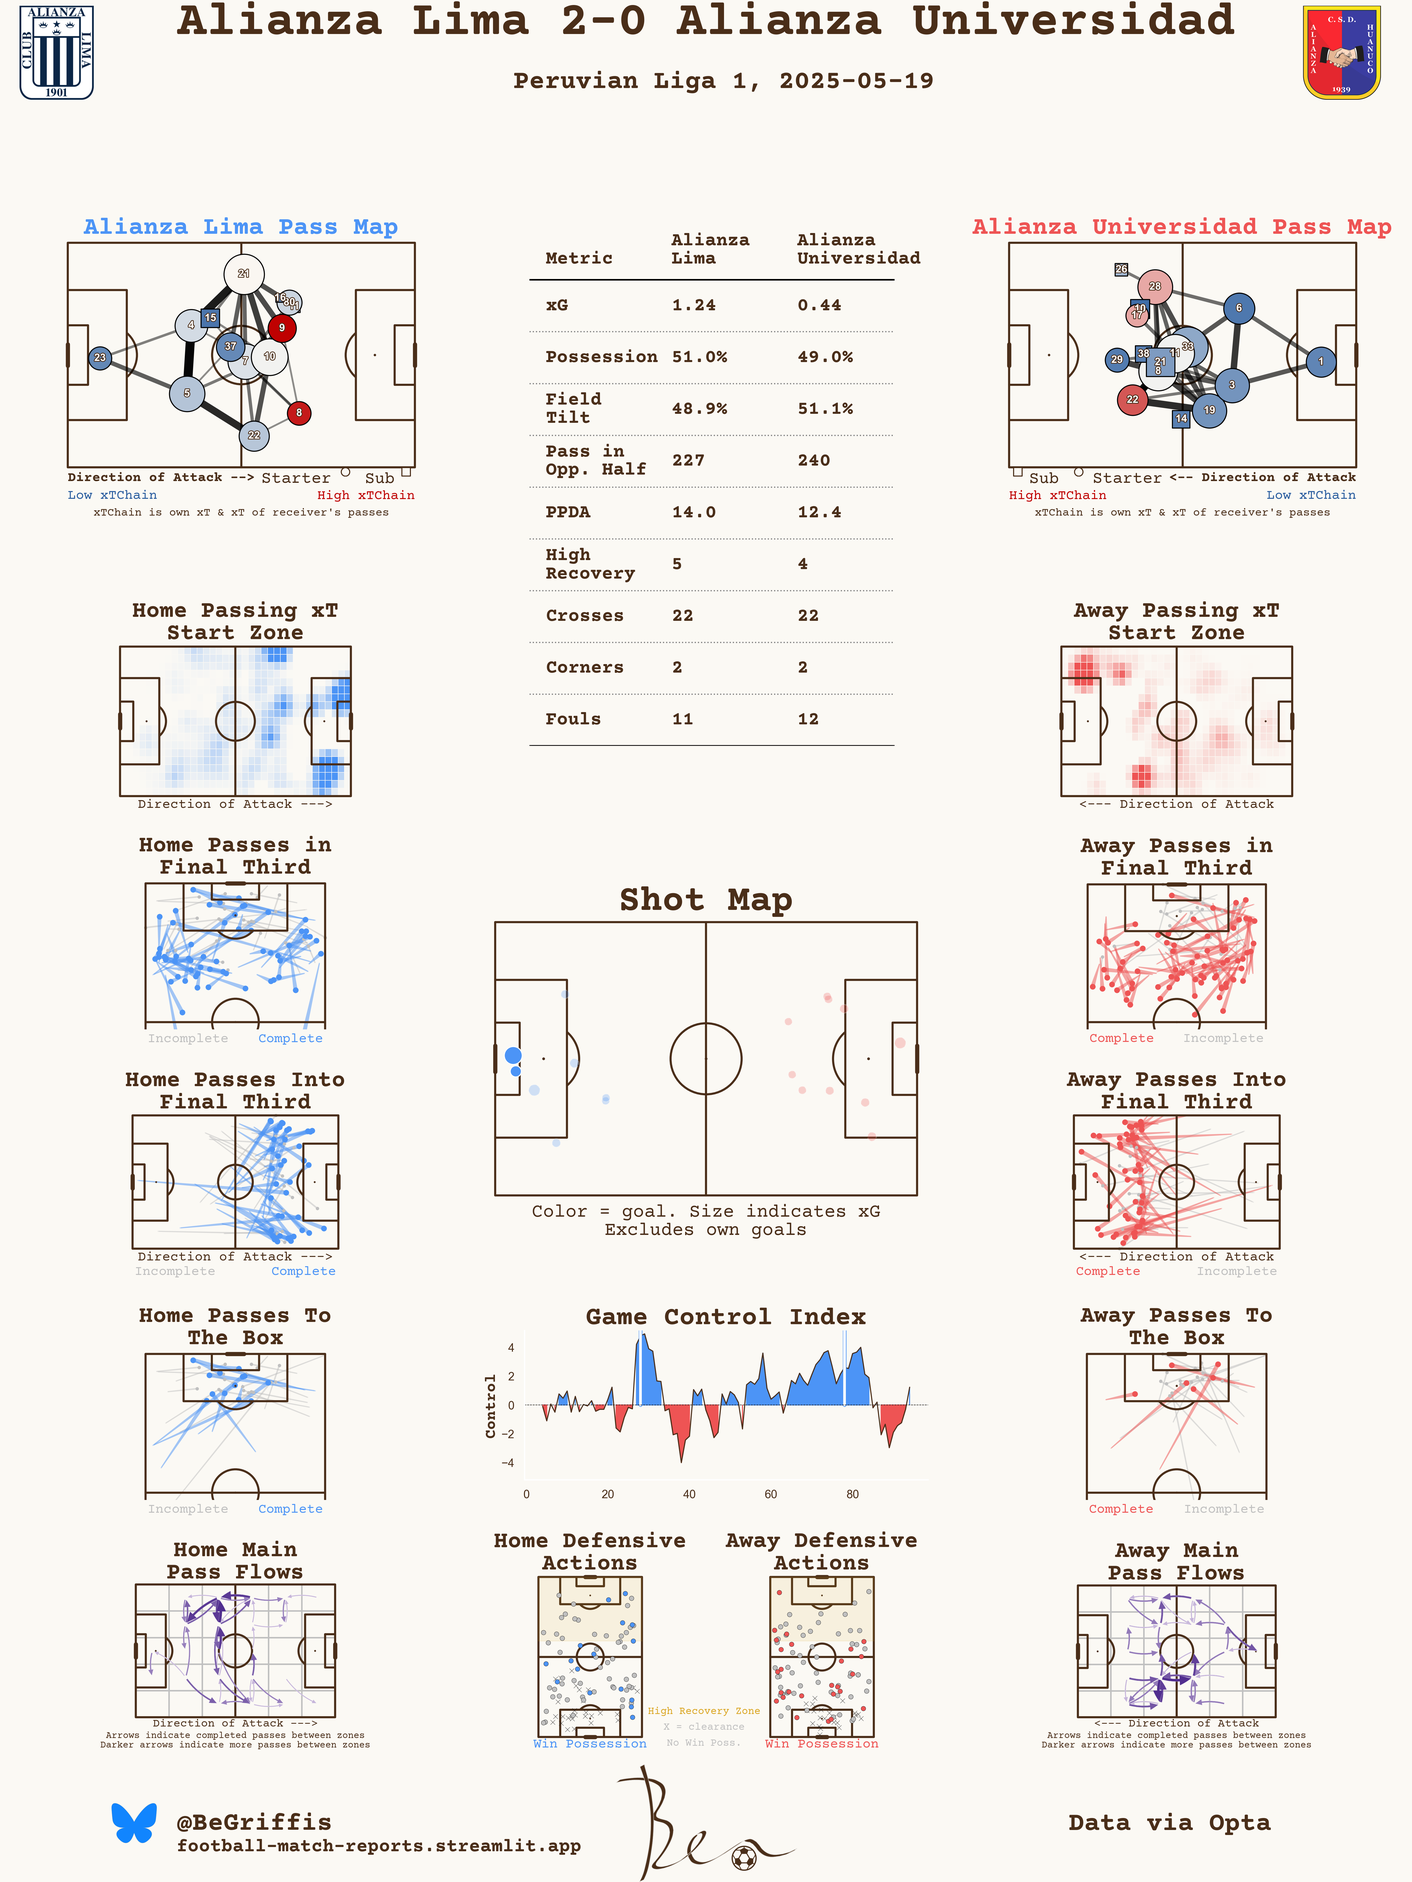 Alianza Lima 2-0 Alianza Universidad
Peruvian Liga 1, 2025-05-19
ALIANZA
CLUB
LIMA
1901
C. S. D.
ALIANZA
HUANUCO
1939
Alianza Lima Pass Map
21
16
30
11
9
15
4
37
7
10
23
5
8
22
Direction of Attack --> Starter Sub
Low xTChain High xTChain
xTChain is own xT & xT of receiver's passes
Metric Alianza Lima Alianza Universidad
xG 1.24 0.44
Possession 51.0% 49.0%
Field Tilt 48.9% 51.1%
Pass in Opp. Half 227 240
PPDA 14.0 12.4
High Recovery 5 4
Crosses 22 22
Corners 2 2
Fouls 11 12
Alianza Universidad Pass Map
26
28
10
17
6
33
11
38
29
21
8
1
3
22
19
14
Sub Starter <-- Direction of Attack
High xTChain Low xTChain
xTChain is own xT & xT of receiver's passes
Home Passing xT
Start Zone
Direction of Attack --->
Away Passing xT
Start Zone
<--- Direction of Attack
Home Passes in
Final Third
Incomplete Complete
Away Passes in
Final Third
Complete Incomplete
Shot Map
Color = goal. Size indicates xG
Excludes own goals
Home Passes Into
Final Third
Direction of Attack --->
Incomplete Complete
Away Passes Into
Final Third
<--- Direction of Attack
Complete Incomplete
Home Passes To
The Box
Incomplete Complete
Game Control Index
Control
4
2
0
−2
−4
0 20 40 60 80
Away Passes To
The Box
Complete Incomplete
Home Main
Pass Flows
Direction of Attack --->
Arrows indicate completed passes between zones
Darker arrows indicate more passes between zones
Home Defensive
Actions
Win Possession
High Recovery Zone
X = clearance
No Win Poss.
Away Defensive
Actions
Win Possession
Away Main
Pass Flows
<--- Direction of Attack
Arrows indicate completed passes between zones
Darker arrows indicate more passes between zones
@BeGriffis
football-match-reports.streamlit.app
Ben
Data via Opta